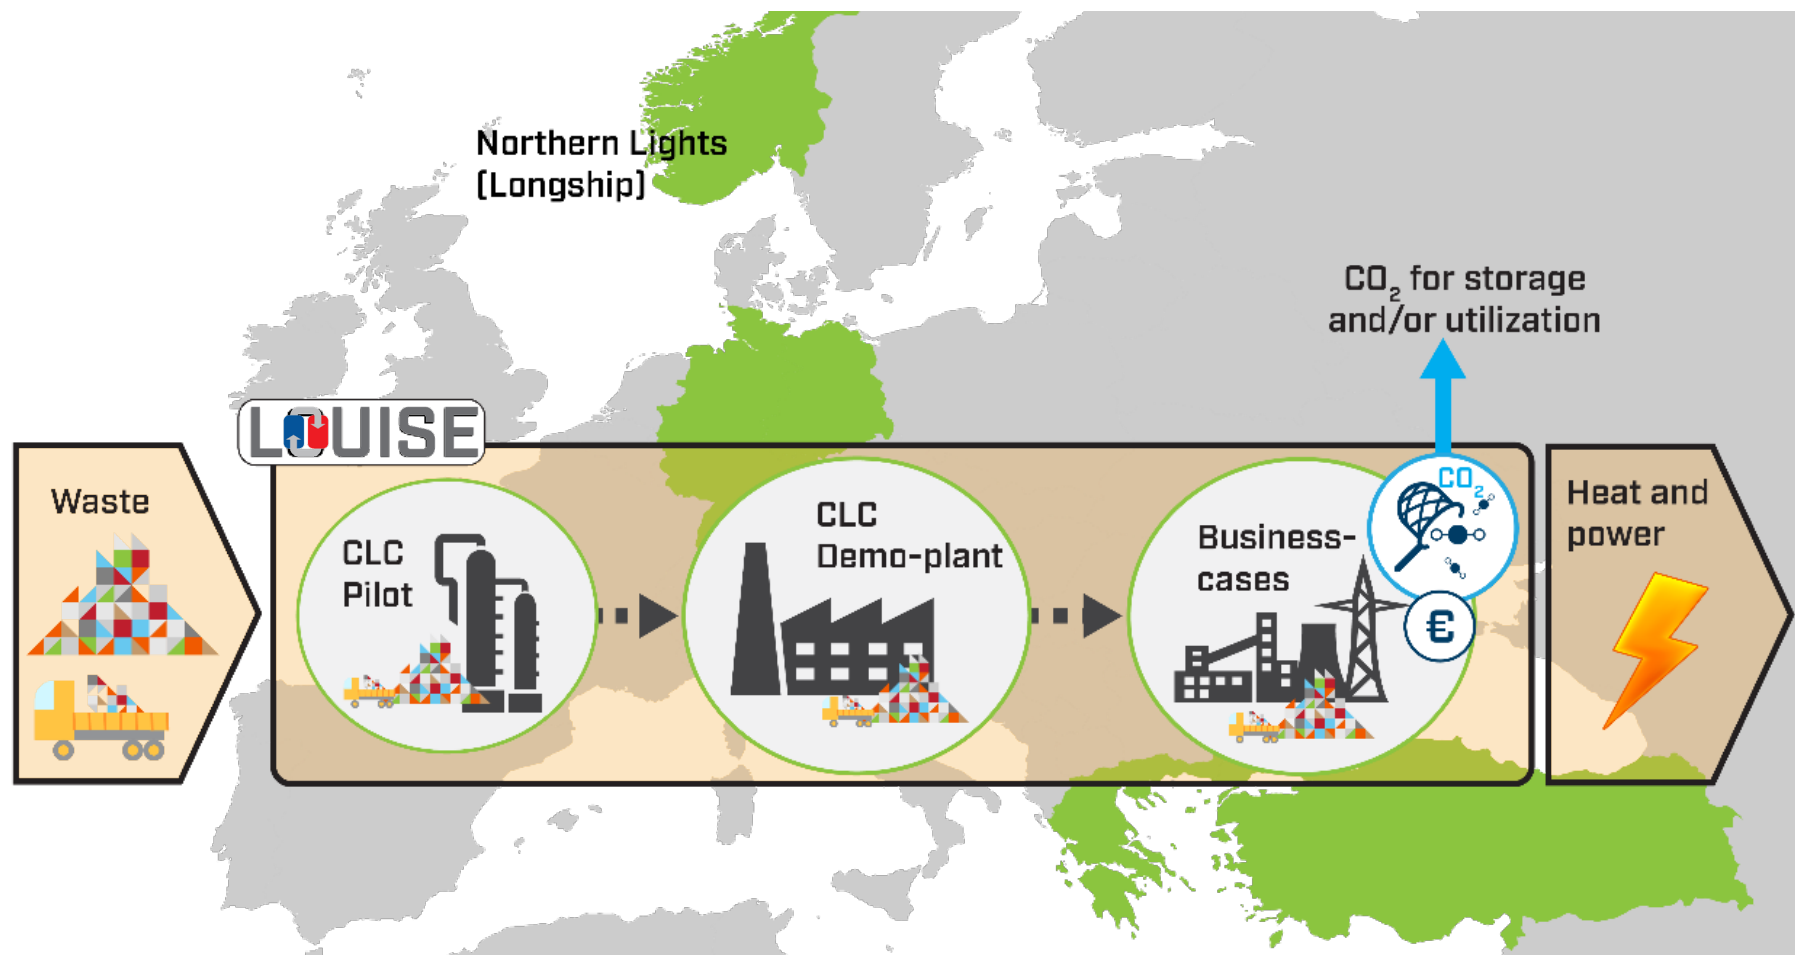 Northern Lights
(Longship)
CO₂ for storage
and/or utilization
LOUISE
Waste
CLC
Pilot
CLC
Demo-plant
Business-
cases
CO₂
€
Heat and
power